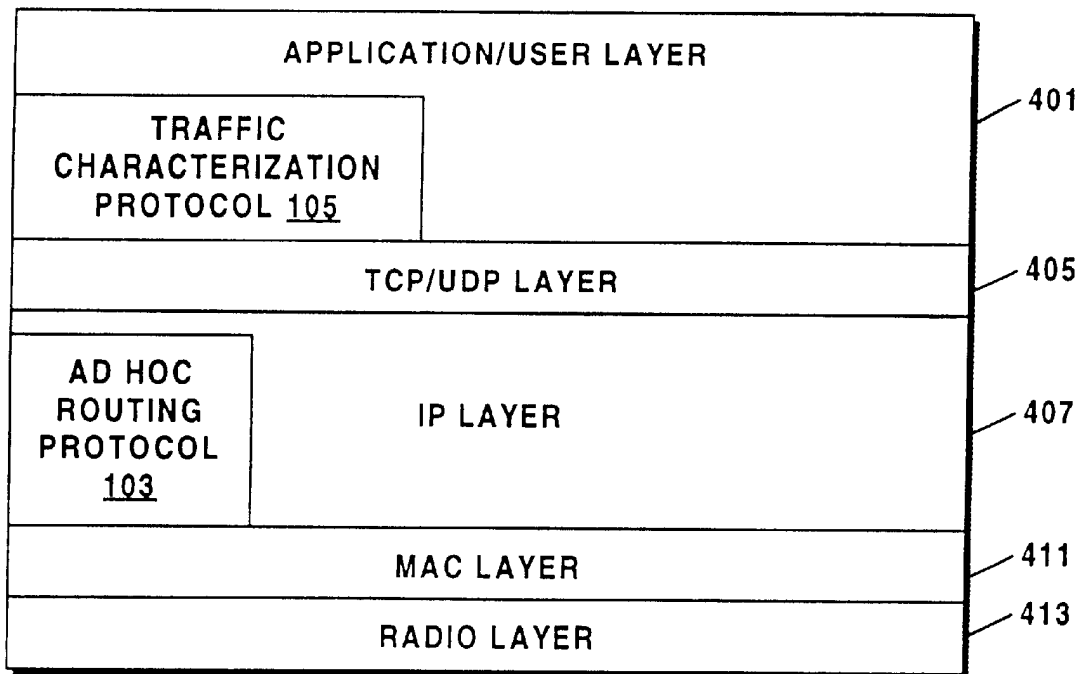 APPLICATION/USER LAYER
401
TRAFFIC
CHARACTERIZATION
PROTOCOL 105
TCP/UDP LAYER
405
AD HOC
ROUTING
PROTOCOL
103
IP LAYER
407
MAC LAYER
411
RADIO LAYER
413